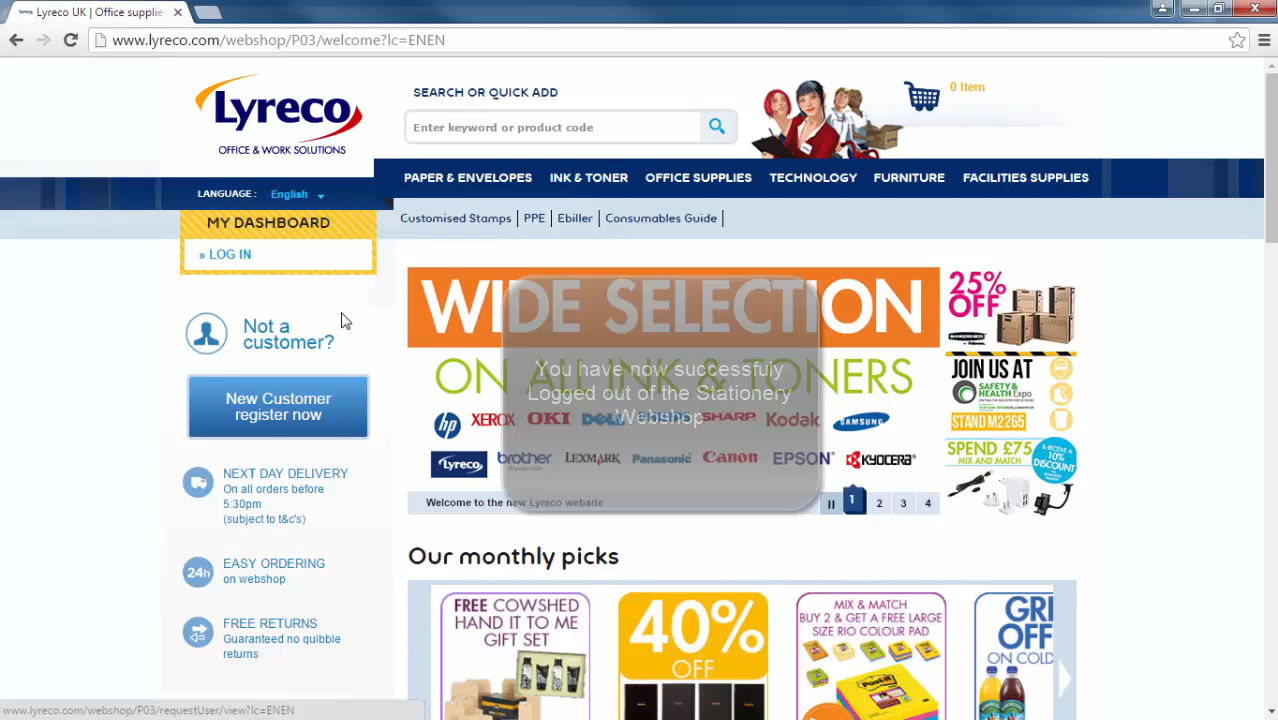 Lyreco UK | Office supplie
www.lyreco.com/webshop/P03/welcome?lc=ENEN
Lyreco
OFFICE & WORK SOLUTIONS
SEARCH OR QUICK ADD
Enter keyword or product code
0 Item
LANGUAGE : English
PAPER & ENVELOPES INK & TONER OFFICE SUPPLIES TECHNOLOGY FURNITURE FACILITIES SUPPLIES
MY DASHBOARD
» LOG IN
Customised Stamps PPE Ebiller Consumables Guide
Not a
customer?
New Customer
register now
NEXT DAY DELIVERY
On all orders before
5:30pm
(subject to t&c's)
EASY ORDERING
24h
on webshop
FREE RETURNS
Guaranteed no quibble
returns
WIDE SELECTION
ON ALL INK & TONERS
hp XEROX OKI DELL SHARP Kodak SAMSUNG
Lyreco brother LEXMARK Panasonic Canon EPSON KYOCERA
You have now successfuly
Logged out of the Stationery
Webshop
Welcome to the new Lyreco website
1 2 3 4
25%
OFF
JOIN US AT
SAFETY &
HEALTH
STAND M2265
SPEND £75
MIX AND MATCH
10%
DISCOUNT
Our monthly picks
FREE COWSHED
HAND IT TO ME
GIFT SET
40%
OFF
MIX & MATCH
BUY 2 & GET A FREE LARGE
SIZE RIO COLOUR PAD
Post-it
GRE
OFF
ON COLD
www.lyreco.com/webshop/P03/requestUser/view?lc=ENEN